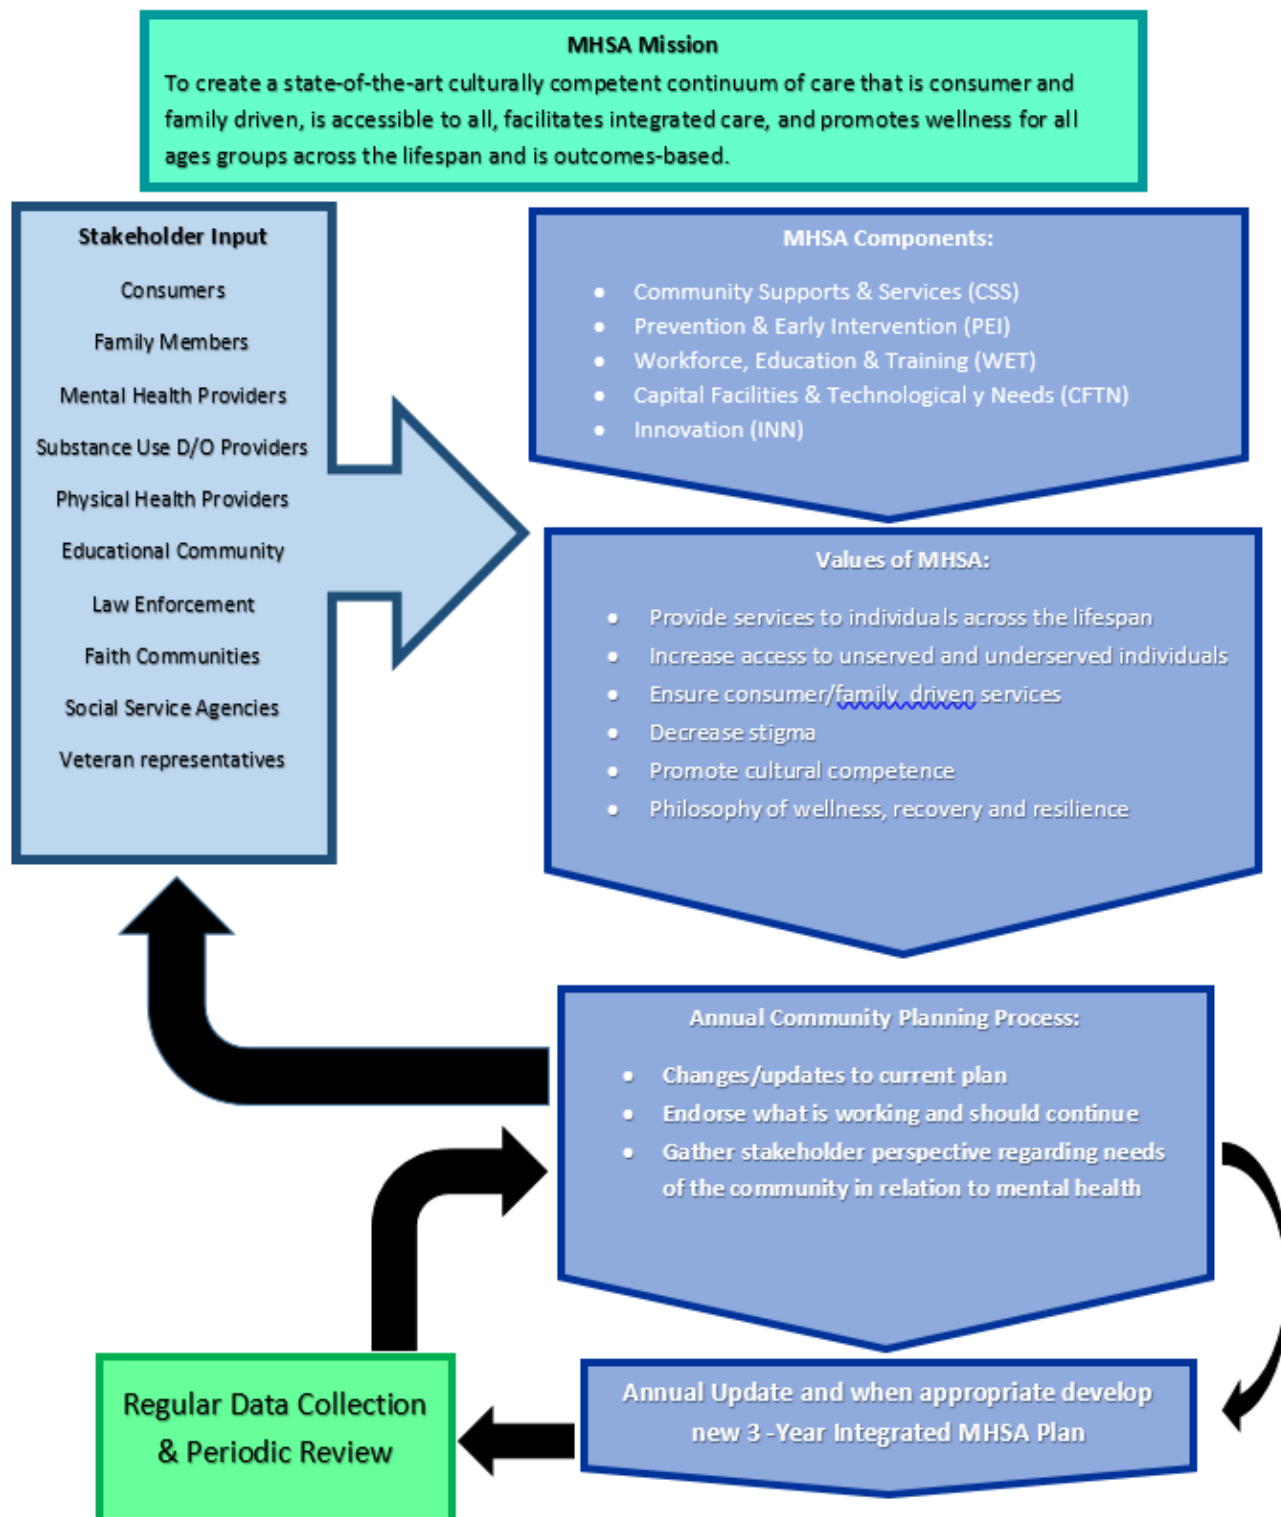 MHSA Mission
To create a state-of-the-art culturally competent continuum of care that is consumer and
family driven, is accessible to all, facilitates integrated care, and promotes wellness for all
ages groups across the lifespan and is outcomes-based.
Stakeholder Input
Consumers
Family Members
Mental Health Providers
Substance Use D/O Providers
Physical Health Providers
Educational Community
Law Enforcement
Faith Communities
Social Service Agencies
Veteran representatives
MHSA Components:
• Community Supports & Services (CSS)
• Prevention & Early Intervention (PEI)
• Workforce, Education & Training (WET)
• Capital Facilities & Technological y Needs (CFTN)
• Innovation (INN)
Values of MHSA:
• Provide services to individuals across the lifespan
• Increase access to unserved and underserved individuals
• Ensure consumer/family driven services
• Decrease stigma
• Promote cultural competence
• Philosophy of wellness, recovery and resilience
Annual Community Planning Process:
• Changes/updates to current plan
• Endorse what is working and should continue
• Gather stakeholder perspective regarding needs
of the community in relation to mental health
Annual Update and when appropriate develop
new 3 -Year Integrated MHSA Plan
Regular Data Collection
& Periodic Review